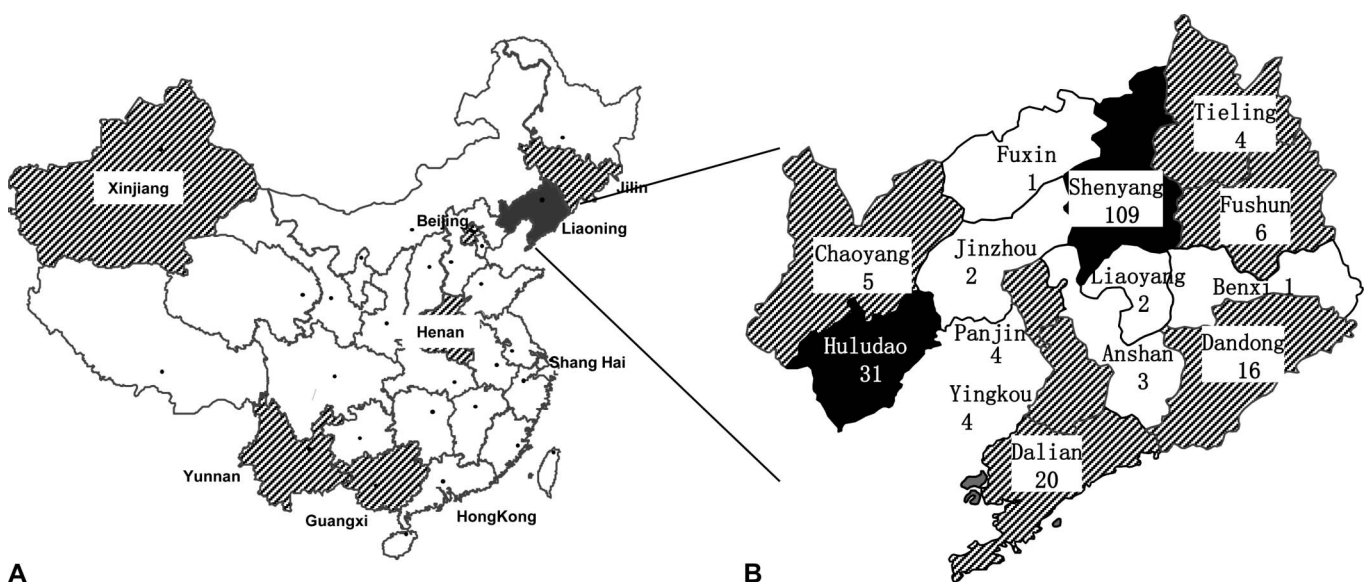 Xinjiang
Jilin
Beijing
Liaoning
Henan
Shang Hai
Yunnan
Guangxi
HongKong
A
Tieling
4
Fuxin
1
Shenyang
109
Fushun
6
Chaoyang
5
Jinzhou
2
Liaoyang
2
Benxi 1
Huludao
31
Panjin
4
Anshan
3
Dandong
16
Yingkou
4
Dalian
20
B